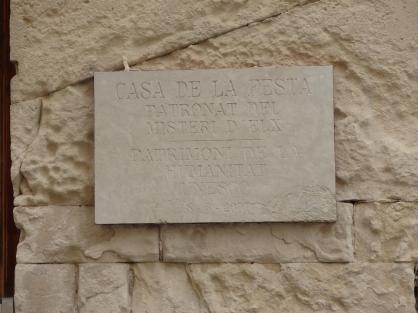 CASA DE LA FESTA
PATRONAT DEL
MISTERI D'ELX
PATRIMONI DE LA
HUMANITAT
UNESCO